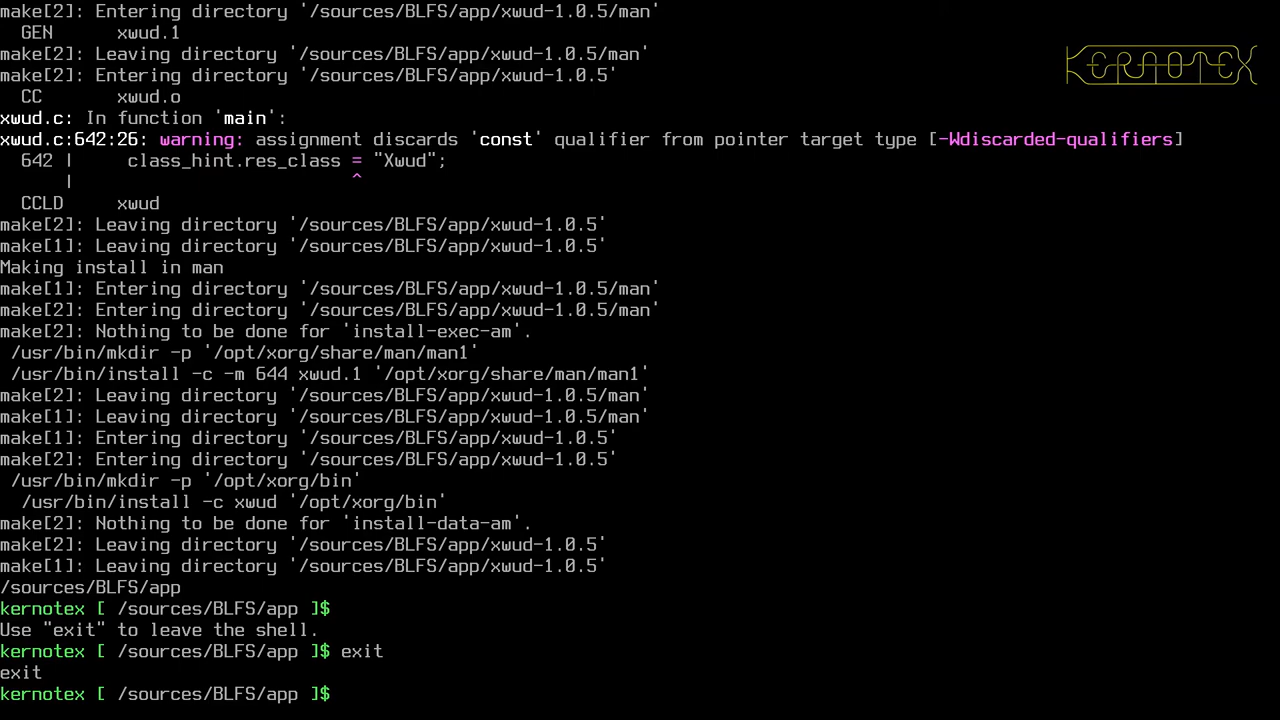 make[2]: Entering directory '/sources/BLFS/app/xwud-1.0.5/man'
  GEN      xwud.1
make[2]: Leaving directory '/sources/BLFS/app/xwud-1.0.5/man'
make[2]: Entering directory '/sources/BLFS/app/xwud-1.0.5'
  CC       xwud.o
xwud.c: In function 'main':
xwud.c:642:26: warning: assignment discards 'const' qualifier from pointer target type [-Wdiscarded-qualifiers]
  642 |     class_hint.res_class = "Xwud";
      |                          ^
  CCLD     xwud
make[2]: Leaving directory '/sources/BLFS/app/xwud-1.0.5'
make[1]: Leaving directory '/sources/BLFS/app/xwud-1.0.5'
Making install in man
make[1]: Entering directory '/sources/BLFS/app/xwud-1.0.5/man'
make[2]: Entering directory '/sources/BLFS/app/xwud-1.0.5/man'
make[2]: Nothing to be done for 'install-exec-am'.
 /usr/bin/mkdir -p '/opt/xorg/share/man/man1'
 /usr/bin/install -c -m 644 xwud.1 '/opt/xorg/share/man/man1'
make[2]: Leaving directory '/sources/BLFS/app/xwud-1.0.5/man'
make[1]: Leaving directory '/sources/BLFS/app/xwud-1.0.5/man'
make[1]: Entering directory '/sources/BLFS/app/xwud-1.0.5'
make[2]: Entering directory '/sources/BLFS/app/xwud-1.0.5'
 /usr/bin/mkdir -p '/opt/xorg/bin'
  /usr/bin/install -c xwud '/opt/xorg/bin'
make[2]: Nothing to be done for 'install-data-am'.
make[2]: Leaving directory '/sources/BLFS/app/xwud-1.0.5'
make[1]: Leaving directory '/sources/BLFS/app/xwud-1.0.5'
/sources/BLFS/app
kernotex [ /sources/BLFS/app ]$
Use "exit" to leave the shell.
kernotex [ /sources/BLFS/app ]$ exit
exit
kernotex [ /sources/BLFS/app ]$
KERNOTEX